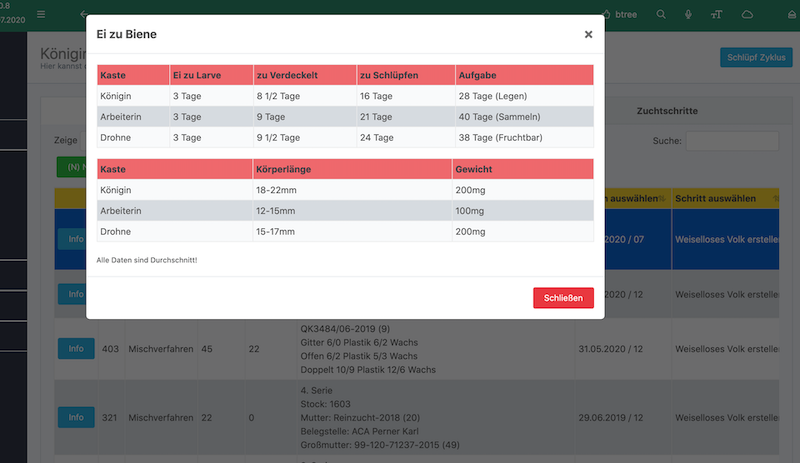 0.8
07.2020
btree
Königin
Hier kannst
Schlüpf Zyklus
Ei zu Biene
×
Kaste Ei zu Larve zu Verdeckelt zu Schlüpfen Aufgabe
Königin 3 Tage 8 1/2 Tage 16 Tage 28 Tage (Legen)
Arbeiterin 3 Tage 9 Tage 21 Tage 40 Tage (Sammeln)
Drohne 3 Tage 9 1/2 Tage 24 Tage 38 Tage (Fruchtbar)
Kaste Körperlänge Gewicht
Königin 18-22mm 200mg
Arbeiterin 12-15mm 100mg
Drohne 15-17mm 200mg
Alle Daten sind Durchschnitt!
Schließen
Zuchtschritte
Zeige
Suche:
(N)
auswählen Schritt auswählen
Info 2020 / 07 Weiselloses Volk erstellen
Info 2020 / 12 Weiselloses Volk erstellen
QK3484/06-2019 (9)
Gitter 6/0 Plastik 6/2 Wachs
Info 403 Mischverfahren 45 22 31.05.2020 / 12 Weiselloses Volk erstellen
Offen 6/2 Plastik 5/3 Wachs
Doppelt 10/9 Plastik 12/6 Wachs
4. Serie
Stock: 1603
Info 321 Mischverfahren 22 0 Mutter: Reinzucht-2018 (20) 29.06.2019 / 12 Weiselloses Volk erstellen
Belegstelle: ACA Perner Karl
Großmutter: 99-120-71237-2015 (49)